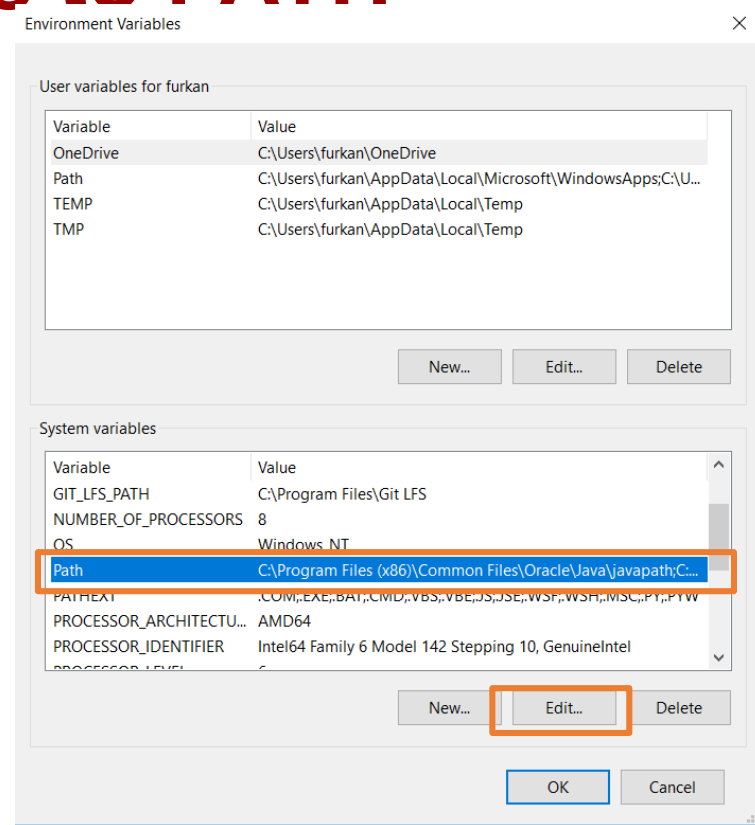 PATH
Environment Variables
User variables for furkan
Variable Value
OneDrive C:\Users\furkan\OneDrive
Path C:\Users\furkan\AppData\Local\Microsoft\WindowsApps;C:\U...
TEMP C:\Users\furkan\AppData\Local\Temp
TMP C:\Users\furkan\AppData\Local\Temp
New... Edit... Delete
System variables
Variable Value
GIT_LFS_PATH C:\Program Files\Git LFS
NUMBER_OF_PROCESSORS 8
OS Windows_NT
Path C:\Program Files (x86)\Common Files\Oracle\Java\javapath;C:...
PATHEXT .COM;.EXE;.BAT;.CMD;.VBS;.VBE;.JS;.JSE;.WSF;.WSH;.MSC;.PY;.PYW
PROCESSOR_ARCHITECTU... AMD64
PROCESSOR_IDENTIFIER Intel64 Family 6 Model 142 Stepping 10, GenuineIntel
PROCESSOR_LEVEL 6
New... Edit... Delete
OK Cancel